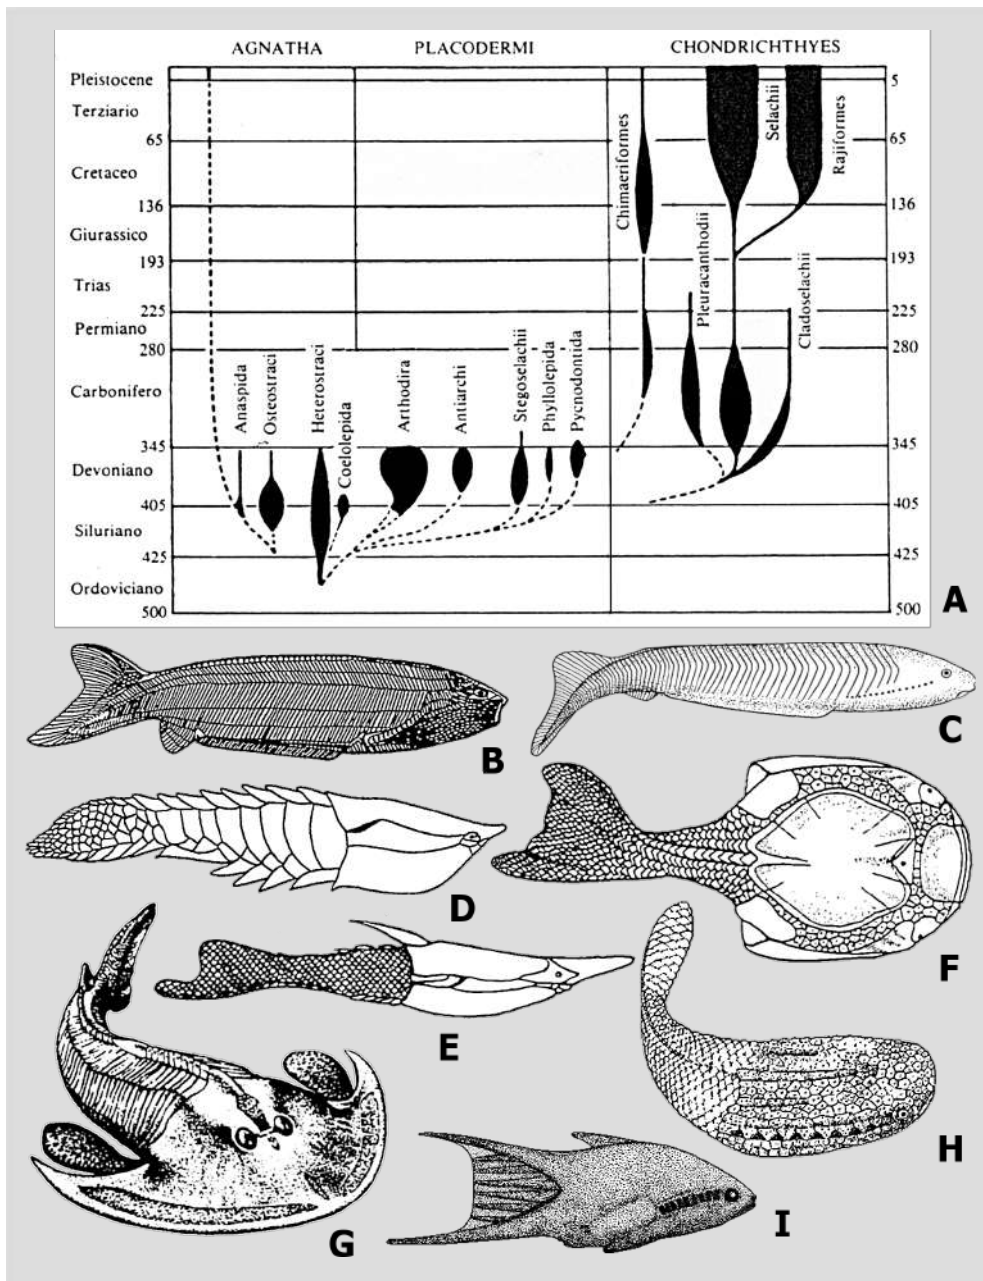 AGNATHA PLACODERMI CHONDRICHTHYES
Pleistocene 5
Terziario
65 65
Cretaceo
136 136
Giurassico
193 193
Trias
225 225
Permiano
280 280
Carbonifero
345 345
Devoniano
405 405
Siluriano
425 425
Ordoviciano
500 500
Anaspida
Osteostraci
Heterostraci
Coelolepida
Arthodira
Antiarchi
Stegoselachii
Phyllolepida
Pycnodontida
Chimaeriformes
Pleuracanthodii
Selachii
Cladoselachii
Rajiformes
A
B
C
D
F
E
H
G
I